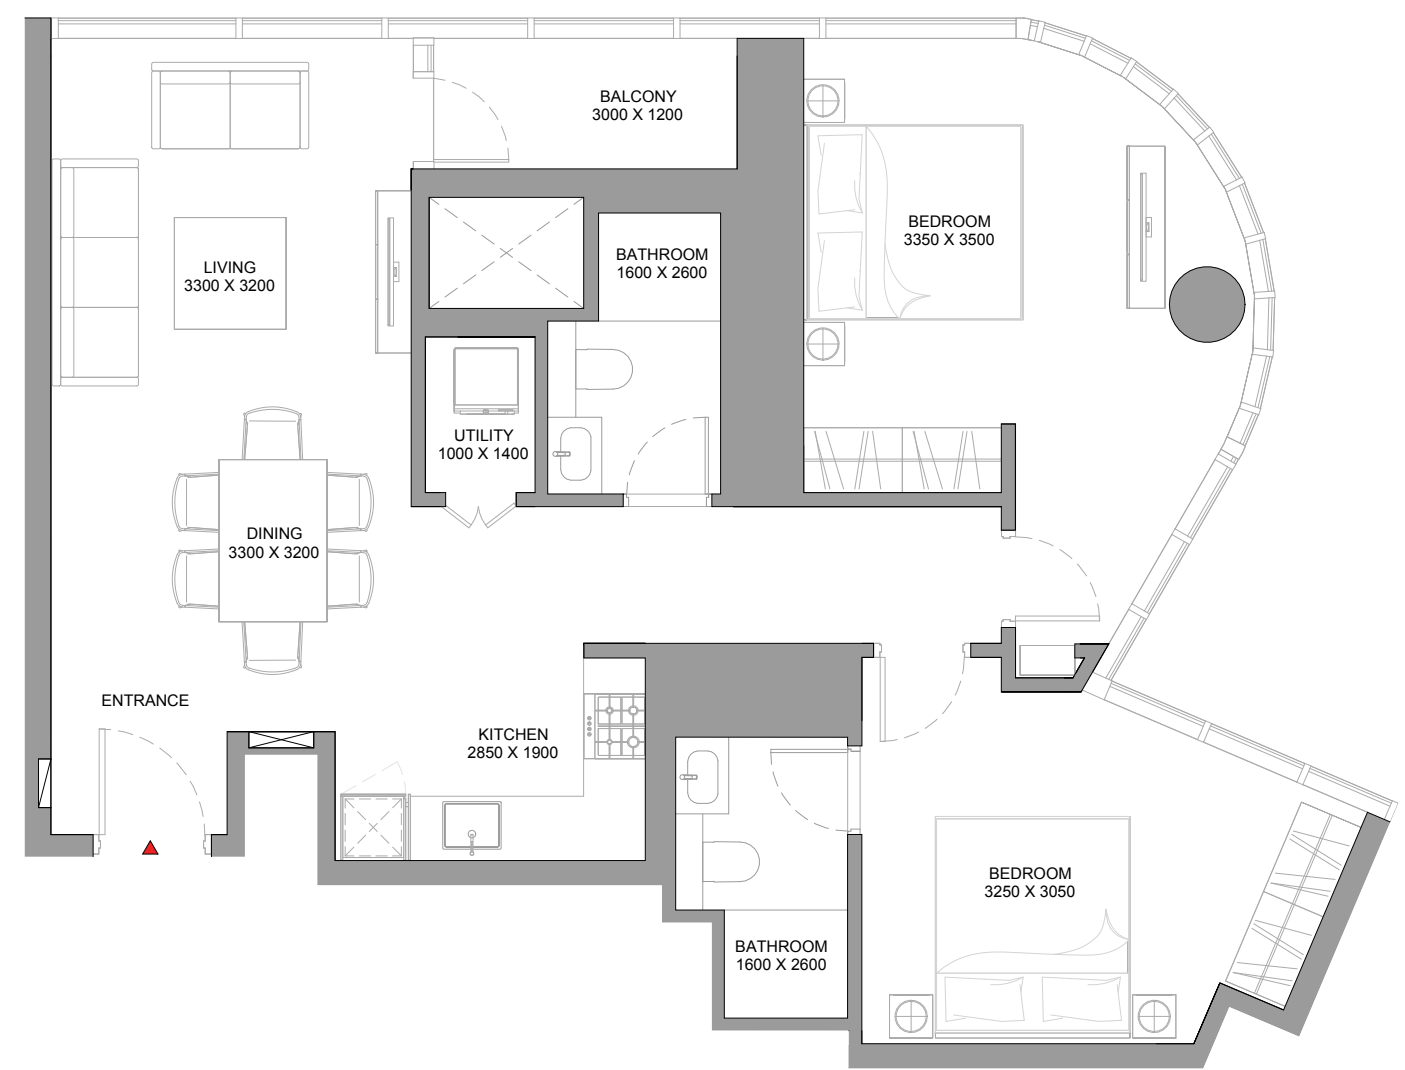 BALCONY
3000 X 1200
BEDROOM
3350 X 3500
BATHROOM
1600 X 2600
LIVING
3300 X 3200
UTILITY
1000 X 1400
DINING
3300 X 3200
ENTRANCE
KITCHEN
2850 X 1900
BEDROOM
3250 X 3050
BATHROOM
1600 X 2600